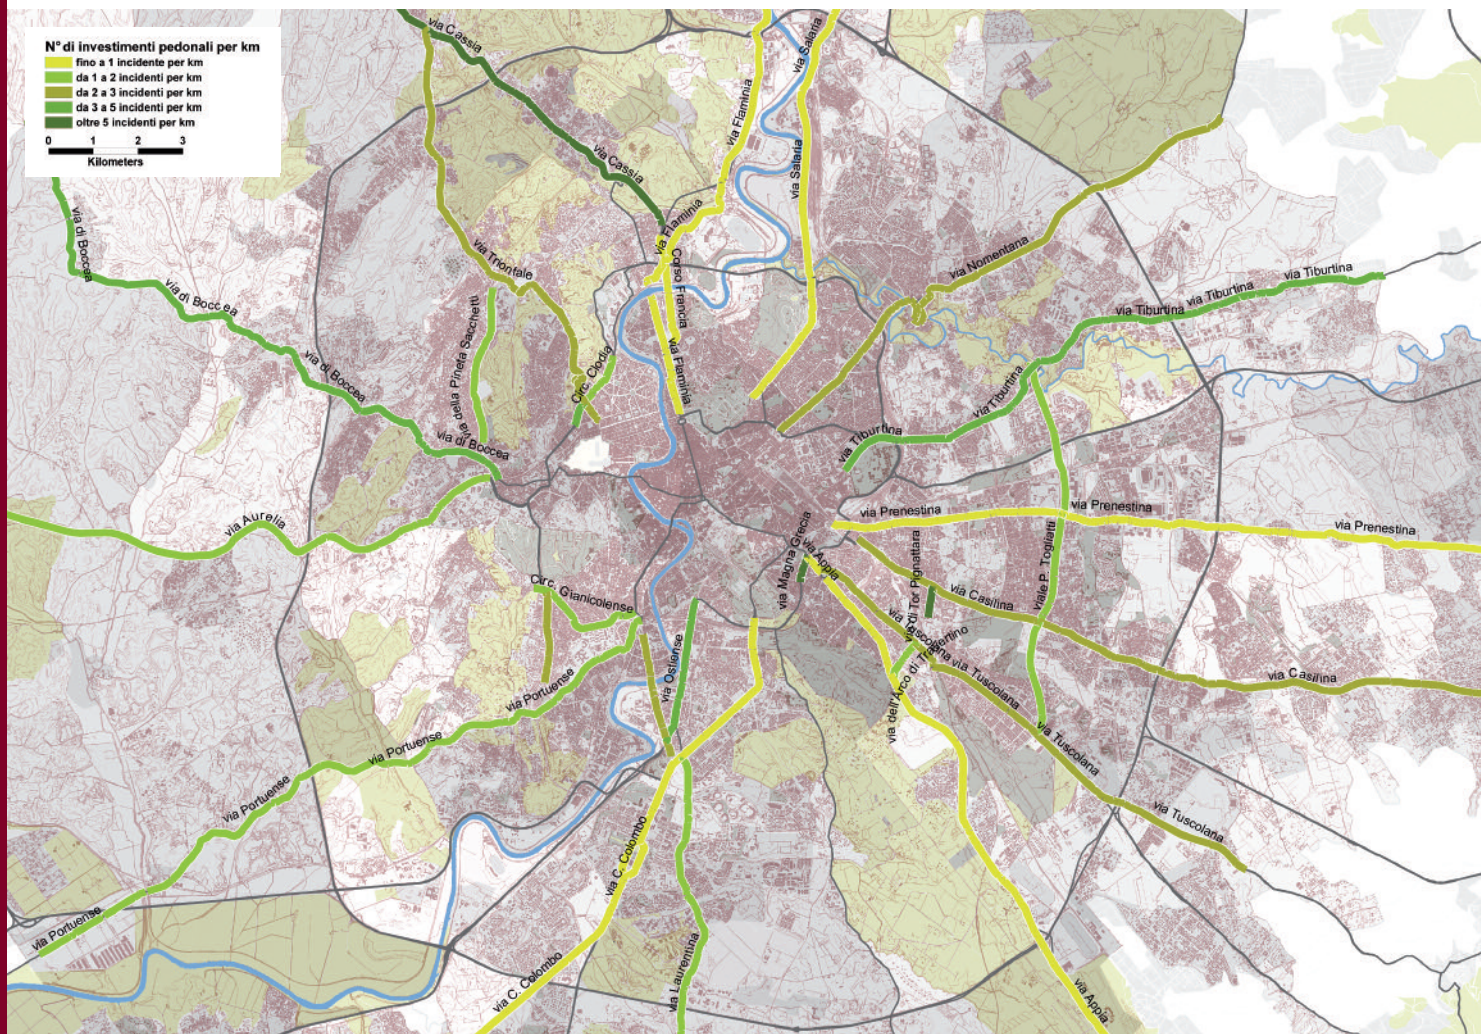 N° di investimenti pedonali per km
fino a 1 incidente per km
da 1 a 2 incidenti per km
da 2 a 3 incidenti per km
da 3 a 5 incidenti per km
oltre 5 incidenti per km
0 1 2 3
Kilometers
via Cassia
via Salaria
via Flaminia
via Cassia
via Salaria
via di Boccea
via Flaminia
via Trionfale
via Nomentana
Corso Francia
via Tiburtina
via Tiburtina
via Tiburtina
via di Boccea
via della Pineta Sacchetti
via di Boccea
Circ. Clodia
via Flaminia
via Tiburtina
via di Boccea
via Tiburtina
via Aurelia
via Prenestina
via Prenestina
via Prenestina
via Magna Grecia
via Appia
via di Tor Pignattara
viale P. Togliatti
Circ. Gianicolense
via Casilina
via Tuscolana
via Ostiense
via dell'Arco di Travertino
via Tuscolana
via Casilina
via Portuense
via Portuense
via Tuscolana
via Portuense
via Tuscolana
via C. Colombo
via Portuense
via C. Colombo
via Laurentina
via Appia